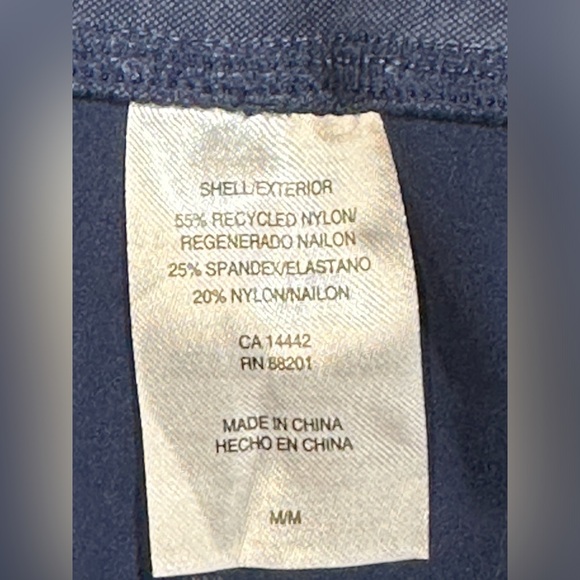 SHELL/EXTERIOR
55% RECYCLED NYLON/
REGENERADO NAILON
25% SPANDEX/ELASTANO
20% NYLON/NAILON
CA 14442
RN 88201
MADE IN CHINA
HECHO EN CHINA
M/M